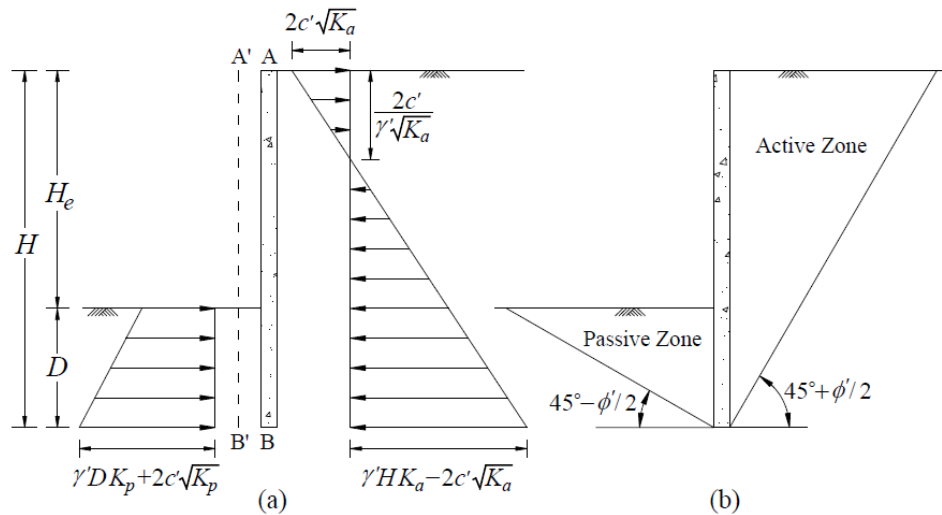 2c'√K_a
A' A
2c'
γ'√K_a
Active Zone
H_e
H
Passive Zone
D
45°−ϕ'/2
45°+ϕ'/2
B' B
γ'DK_p+2c'√K_p
γ'HK_a−2c'√K_a
(a)
(b)